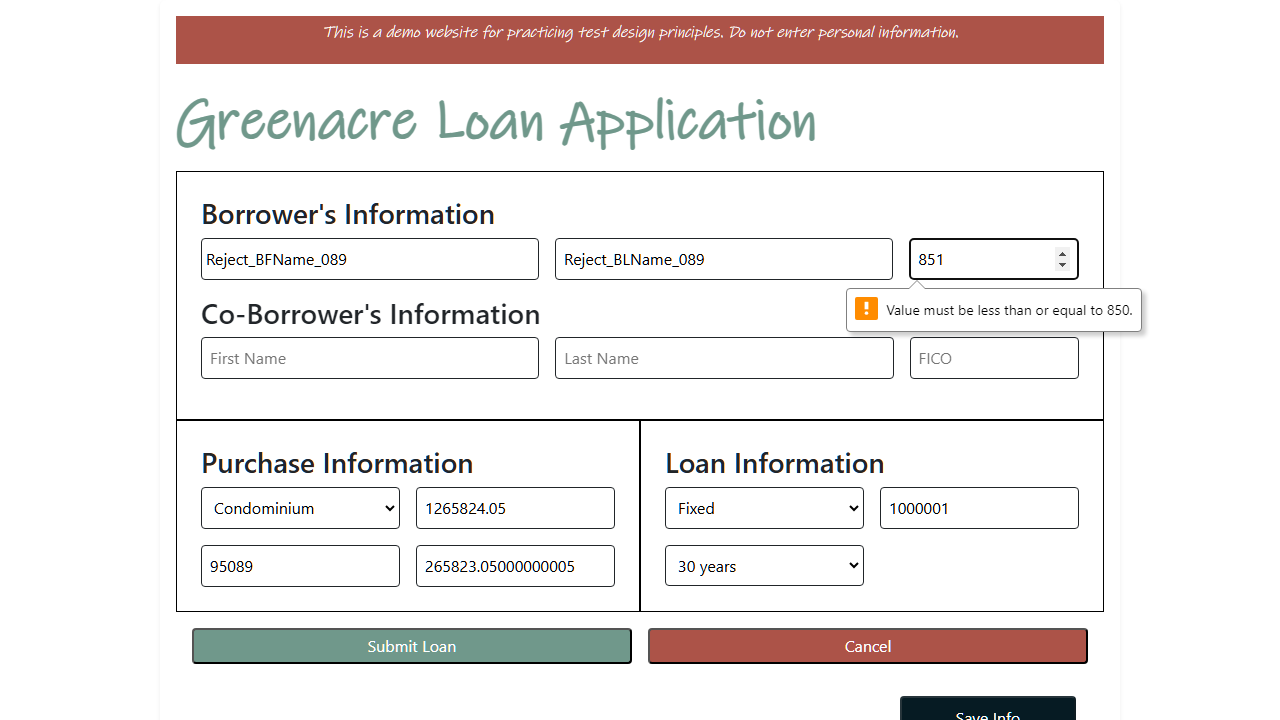 This is a demo website for practicing test design principles. Do not enter personal information.
Greenacre Loan Application
Borrower's Information
Reject_BFName_089 Reject_BLName_089 851
Value must be less than or equal to 850.
Co-Borrower's Information
First Name Last Name FICO
Purchase Information
Condominium 1265824.05
95089 265823.05000000005
Loan Information
Fixed 1000001
30 years
Submit Loan Cancel
Save Info